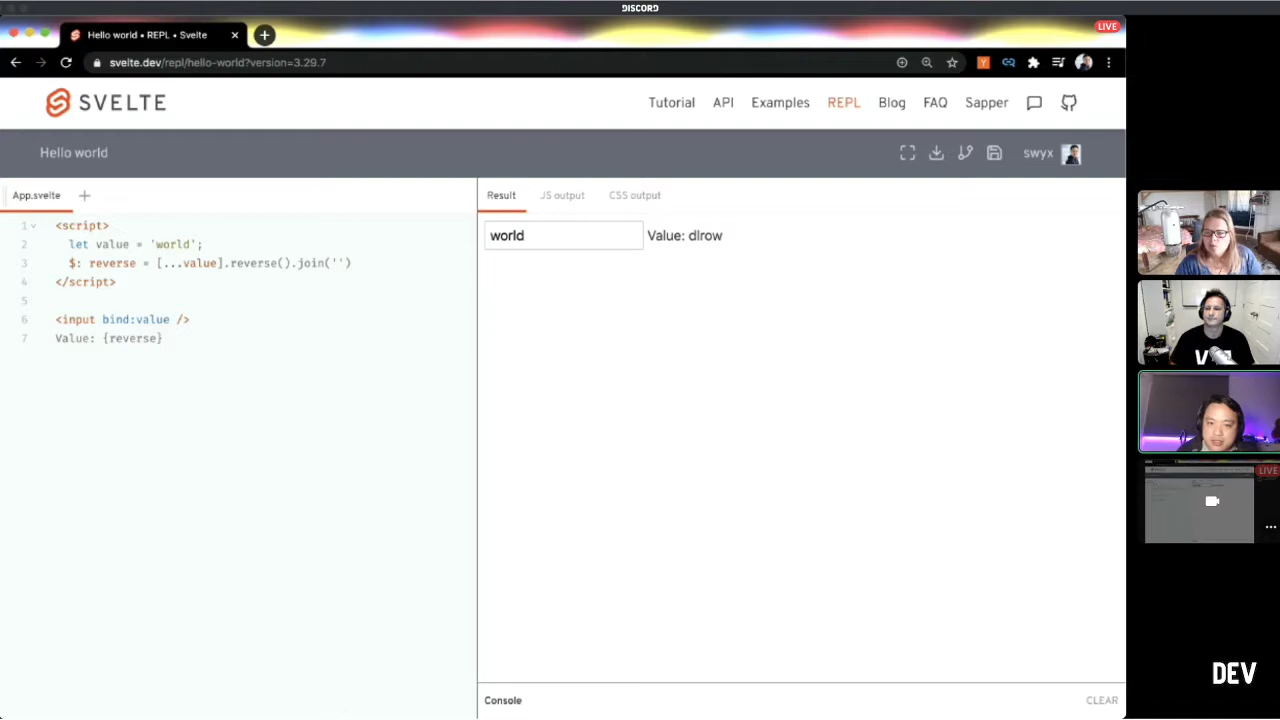 DISCORD
Hello world • REPL • Svelte
LIVE
svelte.dev/repl/hello-world?version=3.29.7
SVELTE
Tutorial API Examples REPL Blog FAQ Sapper
Hello world
swyx
App.svelte
Result JS output CSS output
1 <script>
2 let value = 'world';
3 $: reverse = [...value].reverse().join('')
4 </script>
5
6 <input bind:value />
7 Value: {reverse}
world Value: dlrow
LIVE
DEV
Console
CLEAR